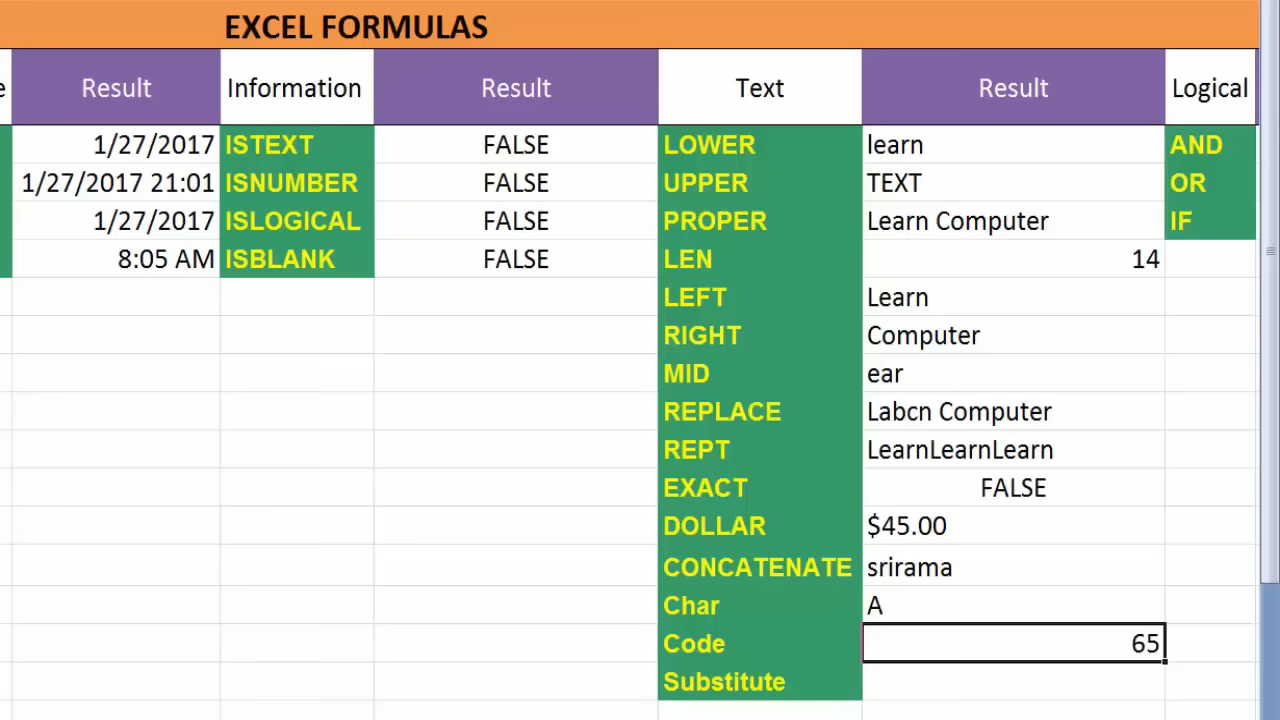 EXCEL FORMULAS
e Result Information Result Text Result Logical
1/27/2017 ISTEXT FALSE LOWER learn AND
1/27/2017 21:01 ISNUMBER FALSE UPPER TEXT OR
1/27/2017 ISLOGICAL FALSE PROPER Learn Computer IF
8:05 AM ISBLANK FALSE LEN 14
LEFT Learn
RIGHT Computer
MID ear
REPLACE Labcn Computer
REPT LearnLearnLearn
EXACT FALSE
DOLLAR $45.00
CONCATENATE srirama
Char A
Code 65
Substitute